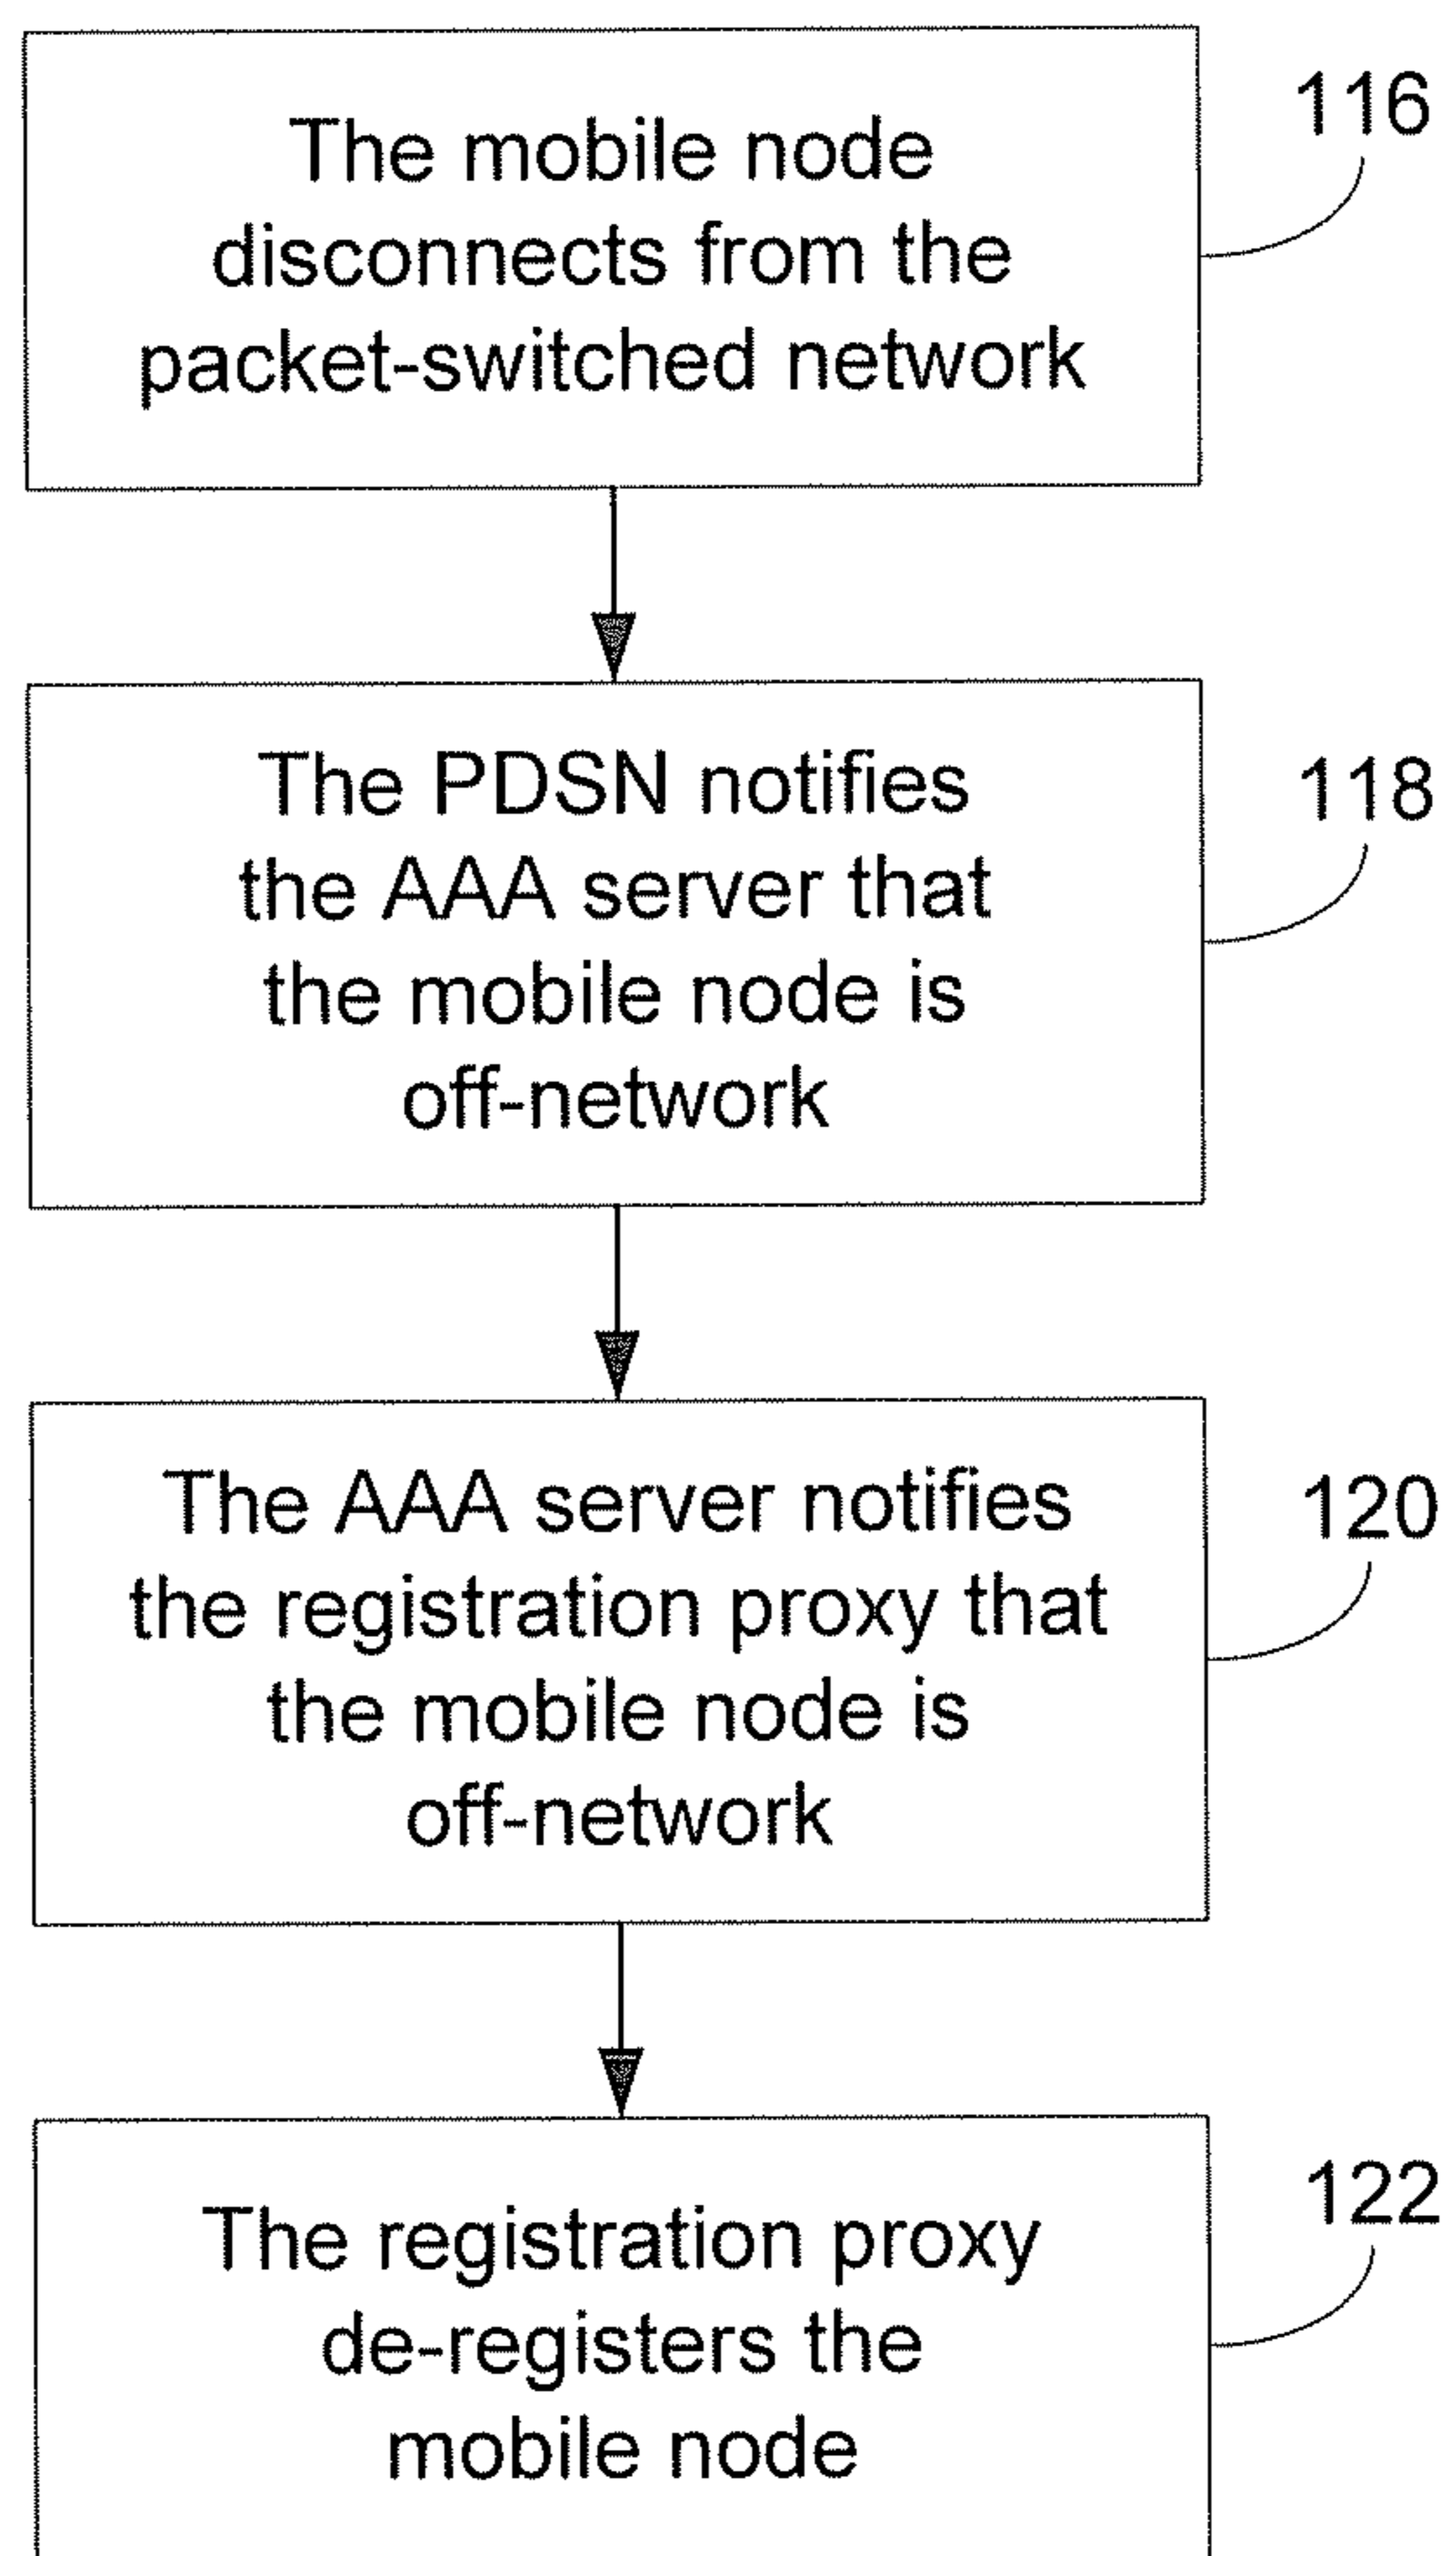 The mobile node
disconnects from the
packet-switched network
116
The PDSN notifies
the AAA server that
the mobile node is
off-network
118
The AAA server notifies
the registration proxy that
the mobile node is
off-network
120
The registration proxy
de-registers the
mobile node
122